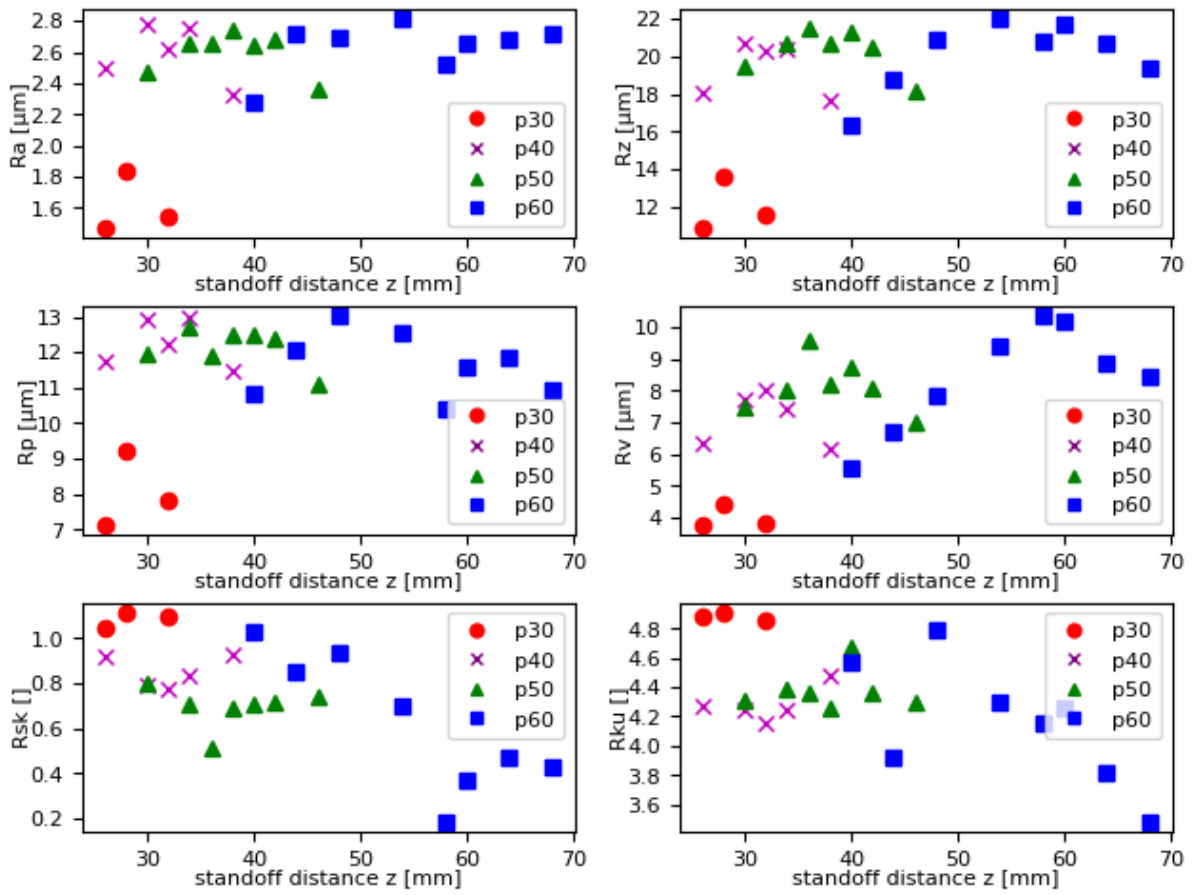 2.8
2.6
2.4
2.2
2.0
1.8
1.6
Ra [µm]
p30
p40
p50
p60
30 40 50 60 70
standoff distance z [mm]
22
20
18
16
14
12
Rz [µm]
p30
p40
p50
p60
30 40 50 60 70
standoff distance z [mm]
13
12
11
10
9
8
7
Rp [µm]
p30
p40
p50
p60
30 40 50 60 70
standoff distance z [mm]
10
9
8
7
6
5
4
Rv [µm]
p30
p40
p50
p60
30 40 50 60 70
standoff distance z [mm]
1.0
0.8
0.6
0.4
0.2
Rsk []
p30
p40
p50
p60
30 40 50 60 70
standoff distance z [mm]
4.8
4.6
4.4
4.2
4.0
3.8
3.6
Rku []
p30
p40
p50
p60
30 40 50 60 70
standoff distance z [mm]